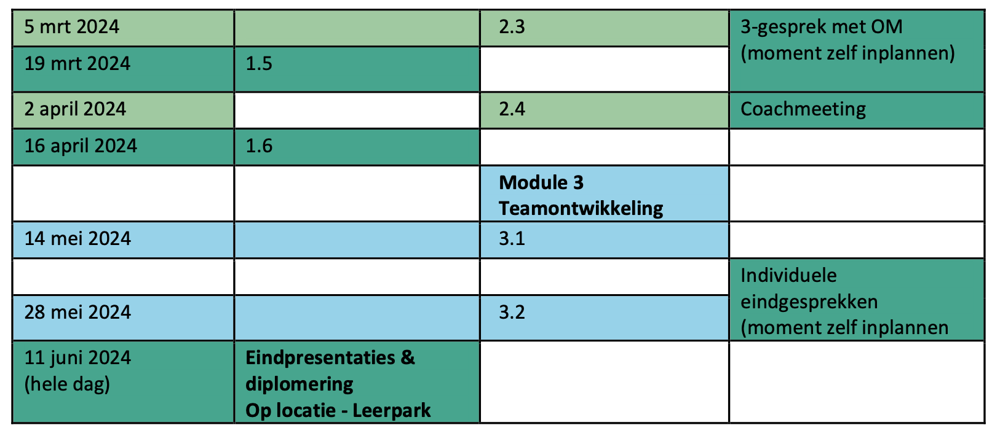 5 mrt 2024
2.3
3-gesprek met OM
(moment zelf inplannen)
19 mrt 2024
1.5
2 april 2024
2.4
Coachmeeting
16 april 2024
1.6
Module 3
Teamontwikkeling
14 mei 2024
3.1
Individuele
eindgesprekken
(moment zelf inplannen
28 mei 2024
3.2
11 juni 2024
(hele dag)
Eindpresentaties &
diplomering
Op locatie - Leerpark